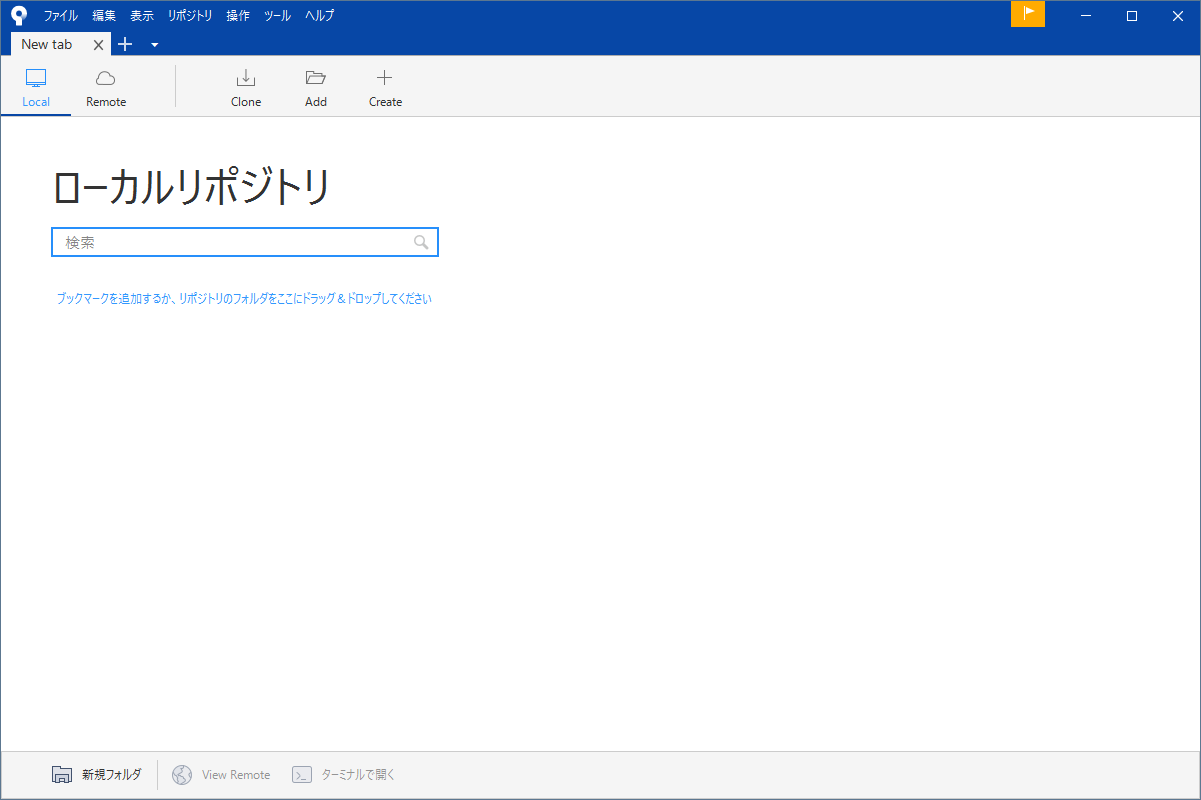 ファイル 編集 表示 リポジトリ 操作 ツール ヘルプ
New tab
Local Remote Clone Add Create
ローカルリポジトリ
検索
ブックマークを追加するか、リポジトリのフォルダをここにドラッグ＆ドロップしてください
新規フォルダ View Remote ターミナルで開く